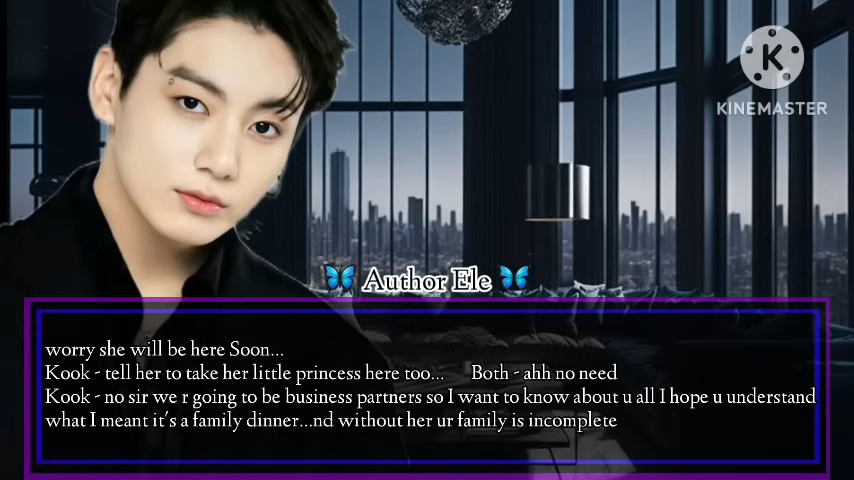 KINEMASTER
🦋 Author Ele 🦋
worry she will be here Soon...
Kook - tell her to take her little princess here too... Both - ahh no need
Kook - no sir we r going to be business partners so I want to know about u all I hope u understand
what I meant it's a family dinner...nd without her ur family is incomplete